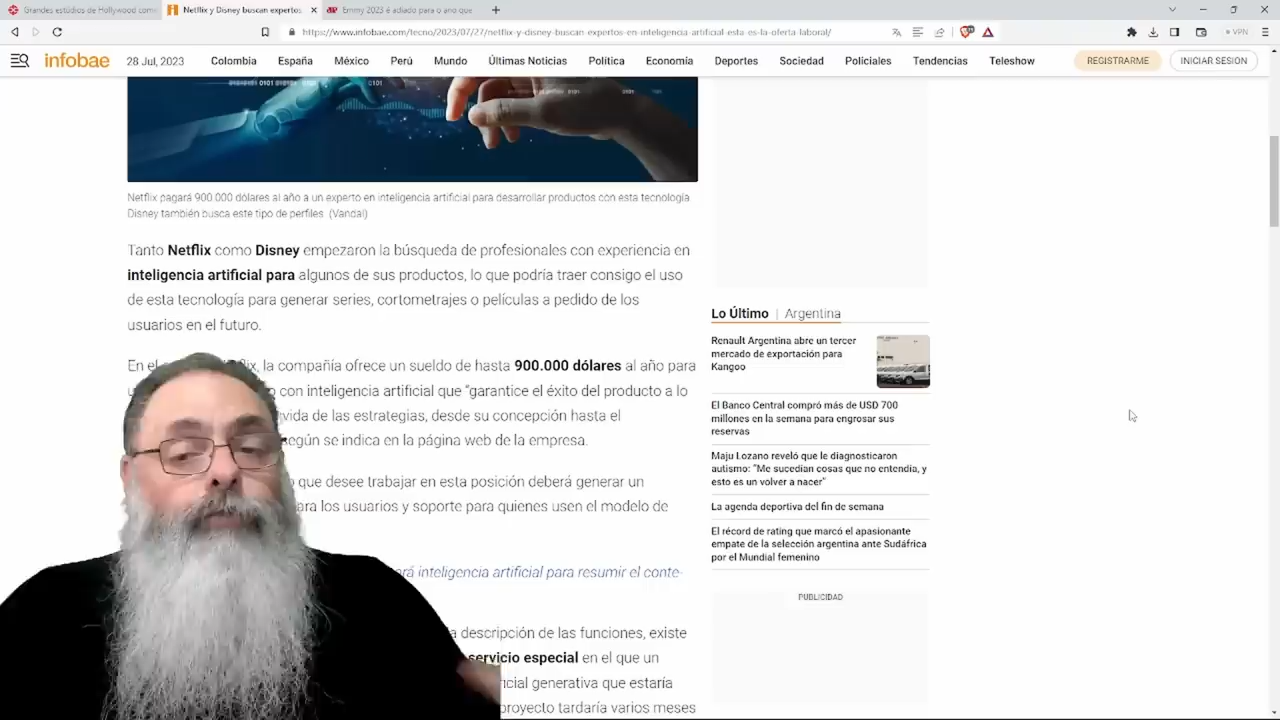 Grandes estúdios de Hollywood como
Netflix y Disney buscan expertos
Emmy 2023 é adiado para o ano que
https://www.infobae.com/tecno/2023/07/27/netflix-y-disney-buscan-expertos-en-inteligencia-artificial-esta-es-la-oferta-laboral/
VPN
infobae
28 Jul, 2023
Colombia
España
México
Perú
Mundo
Últimas Noticias
Política
Economía
Deportes
Sociedad
Policiales
Tendencias
Teleshow
REGISTRARME
INICIAR SESIÓN
Netflix pagará 900.000 dólares al año a un experto en inteligencia artificial para desarrollar productos con esta tecnología
Disney también busca este tipo de perfiles (Vandal)
Tanto Netflix como Disney empezaron la búsqueda de profesionales con experiencia en
inteligencia artificial para algunos de sus productos, lo que podría traer consigo el uso
de esta tecnología para generar series, cortometrajes o películas a pedido de los
usuarios en el futuro.
En el la compañía ofrece un sueldo de hasta 900.000 dólares al año para
con inteligencia artificial que “garantice el éxito del producto a lo
vida de las estrategias, desde su concepción hasta el
según se indica en la página web de la empresa.
que desee trabajar en esta posición deberá generar un
los usuarios y soporte para quienes usen el modelo de
inteligencia artificial para resumir el conte-
descripción de las funciones, existe
servicio especial en el que un
generativa que estaría
proyecto tardaría varios meses
Lo Último | Argentina
Renault Argentina abre un tercer
mercado de exportación para
Kangoo
El Banco Central compró más de USD 700
millones en la semana para engrosar sus
reservas
Maju Lozano reveló que le diagnosticaron
autismo: “Me sucedían cosas que no entendía, y
esto es un volver a nacer”
La agenda deportiva del fin de semana
El récord de rating que marcó el apasionante
empate de la selección argentina ante Sudáfrica
por el Mundial femenino
PUBLICIDAD